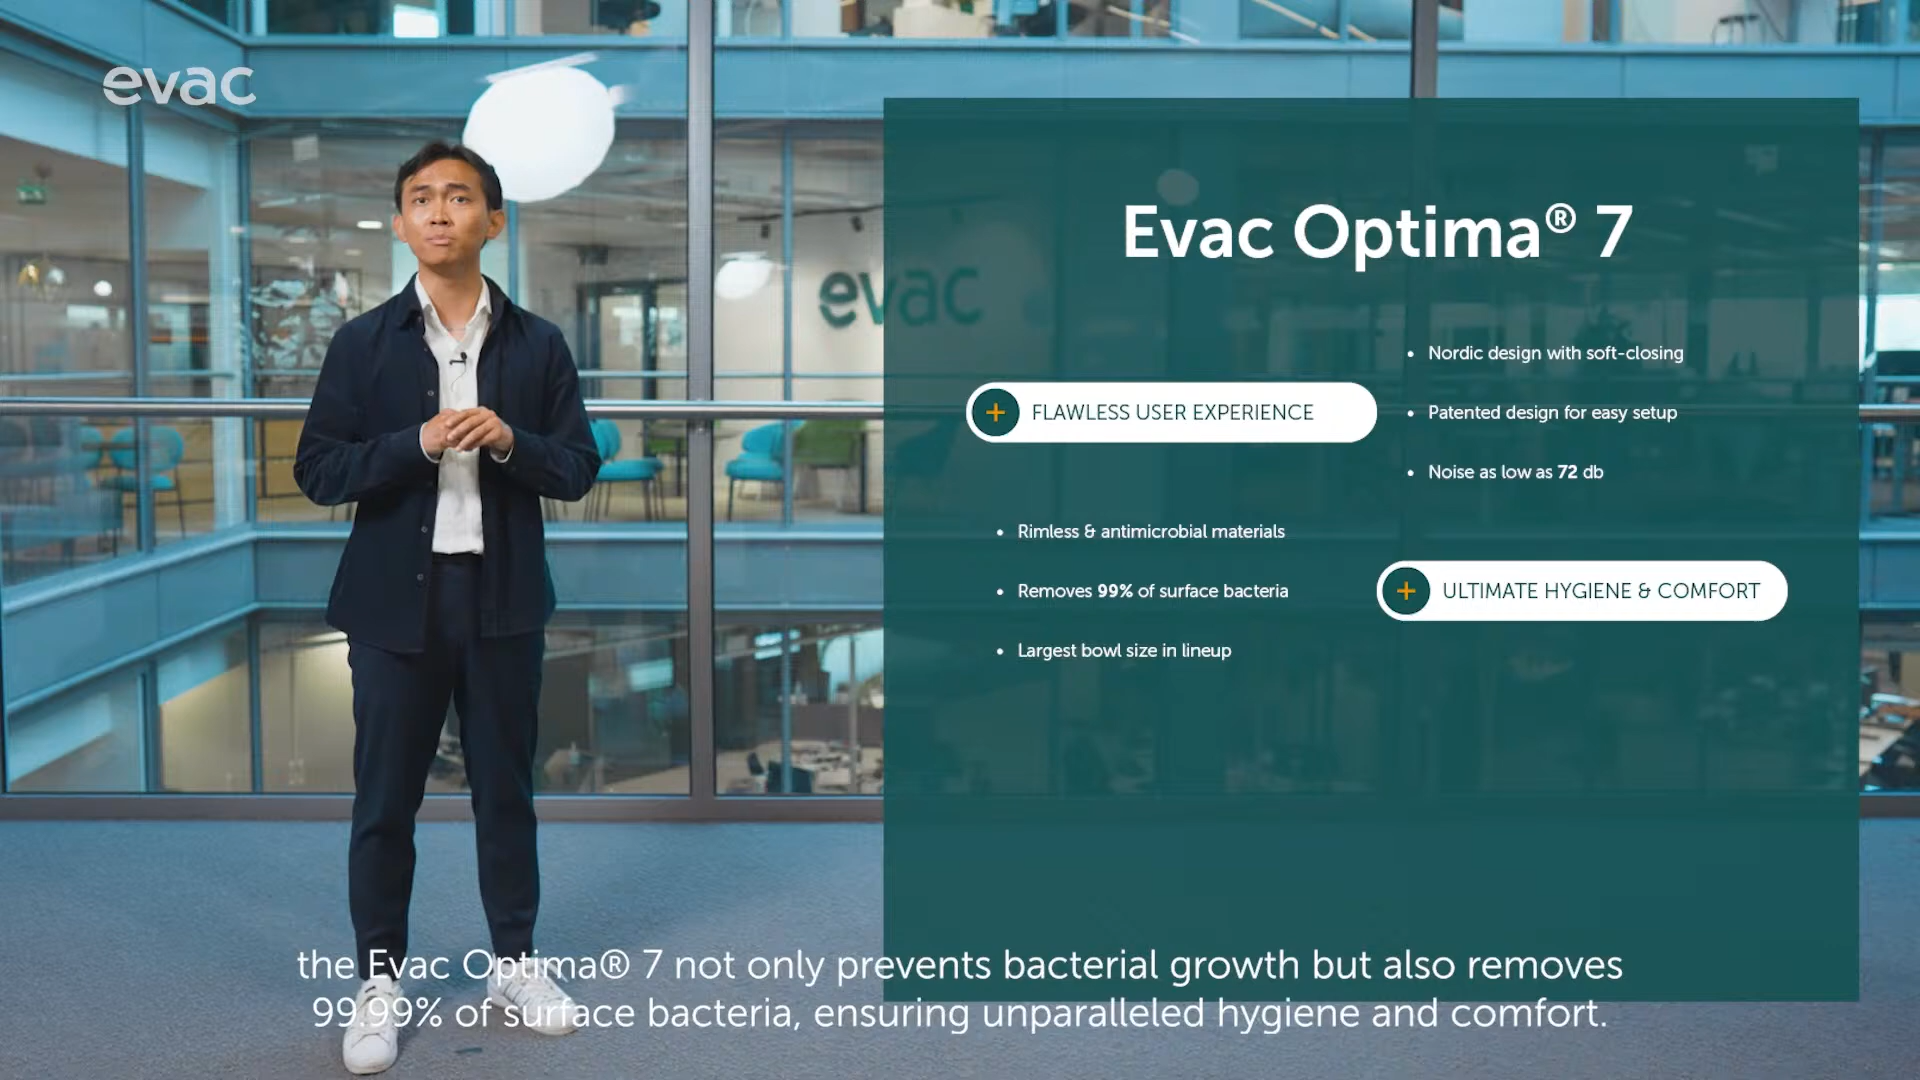 evac
evac
Evac Optima® 7
FLAWLESS USER EXPERIENCE
• Nordic design with soft-closing
• Patented design for easy setup
• Noise as low as 72 db
• Rimless & antimicrobial materials
• Removes 99% of surface bacteria
• Largest bowl size in lineup
ULTIMATE HYGIENE & COMFORT
the Evac Optima® 7 not only prevents bacterial growth but also removes
99.99% of surface bacteria, ensuring unparalleled hygiene and comfort.